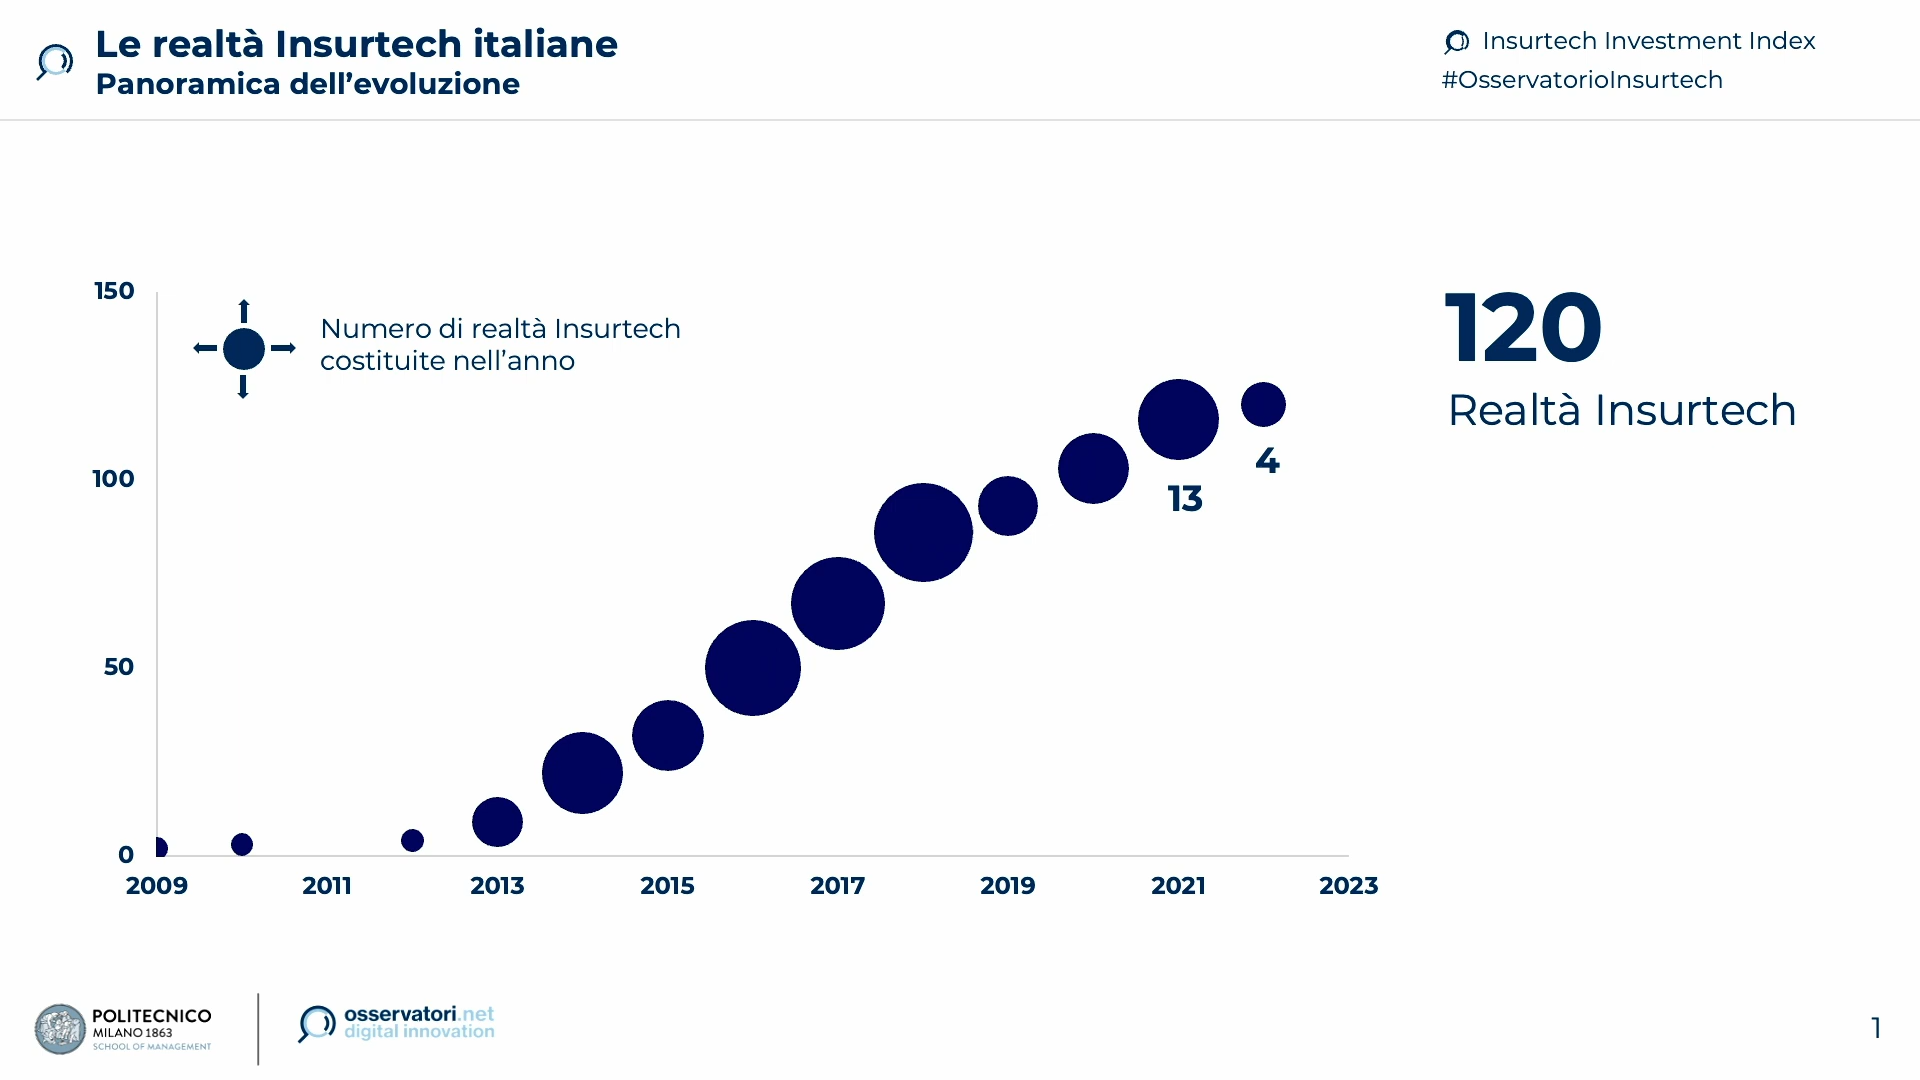 Le realtà Insurtech italiane
Panoramica dell’evoluzione
Insurtech Investment Index
#OsservatorioInsurtech
150
100
50
0
Numero di realtà Insurtech
costituite nell’anno
13
4
2009 2011 2013 2015 2017 2019 2021 2023
120
Realtà Insurtech
POLITECNICO
MILANO 1863
SCHOOL OF MANAGEMENT
osservatori.net
digital innovation
1